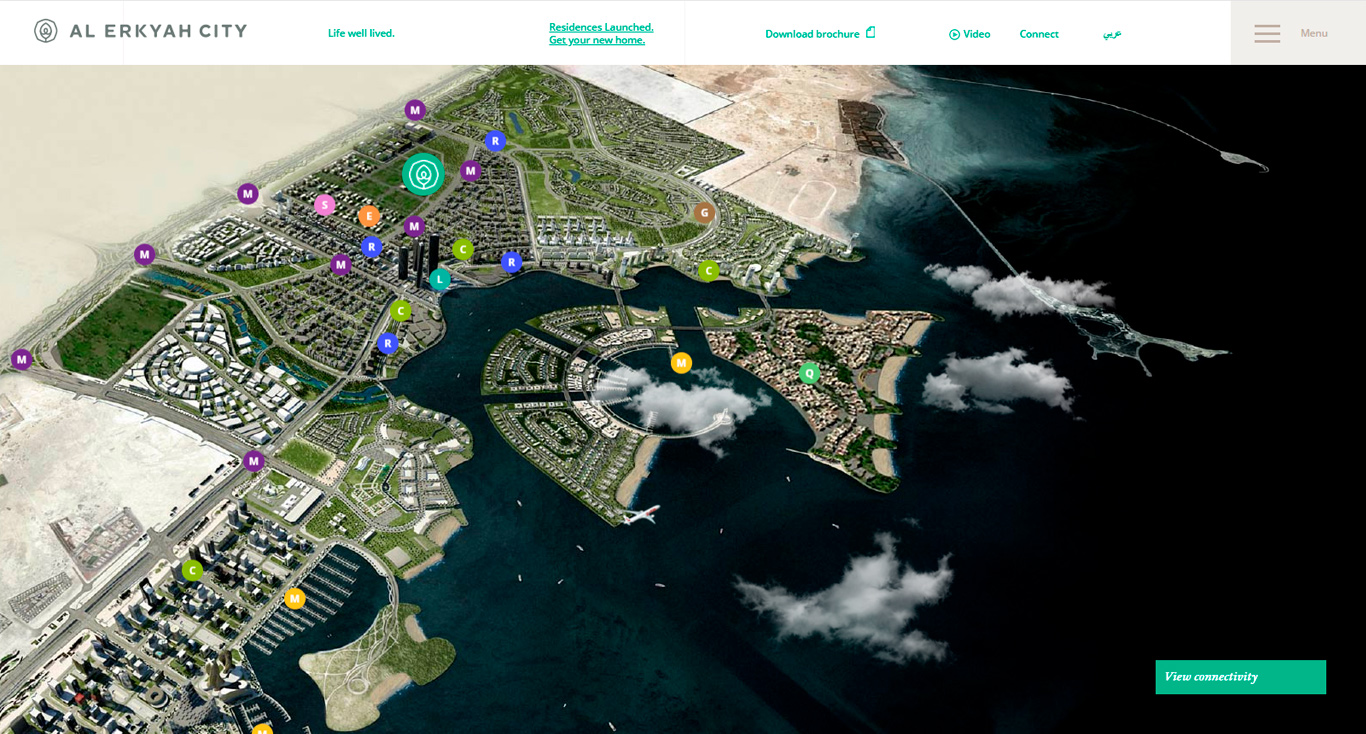 AL ERKYAH CITY
Life well lived.
Residences Launched.
Get your new home.
Download brochure
Video
Connect
عربي
Menu
M
R
M
M
S
E
G
M
R
C
M
M
R
C
L
C
R
M
M
Q
M
C
M
M
View connectivity